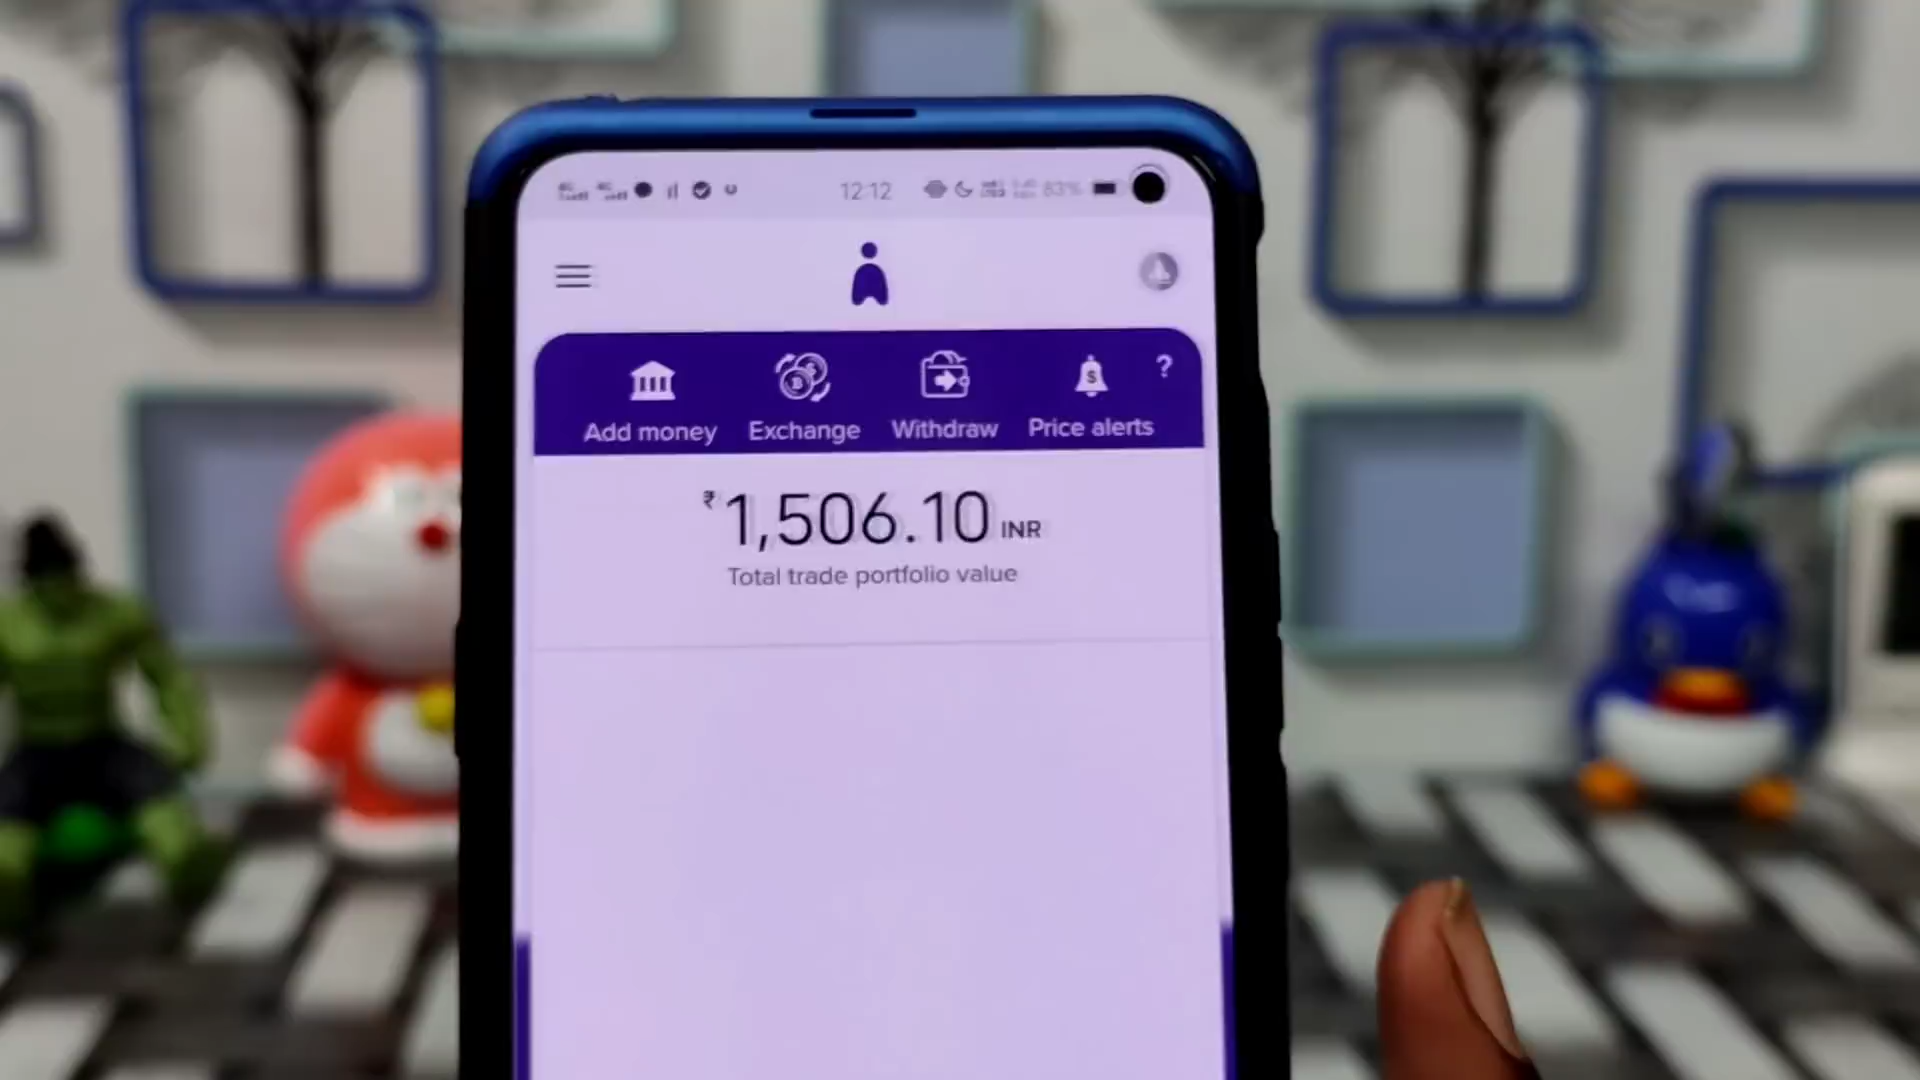 12:12 83%
?
Add money Exchange Withdraw Price alerts
₹1,506.10 INR
Total trade portfolio value